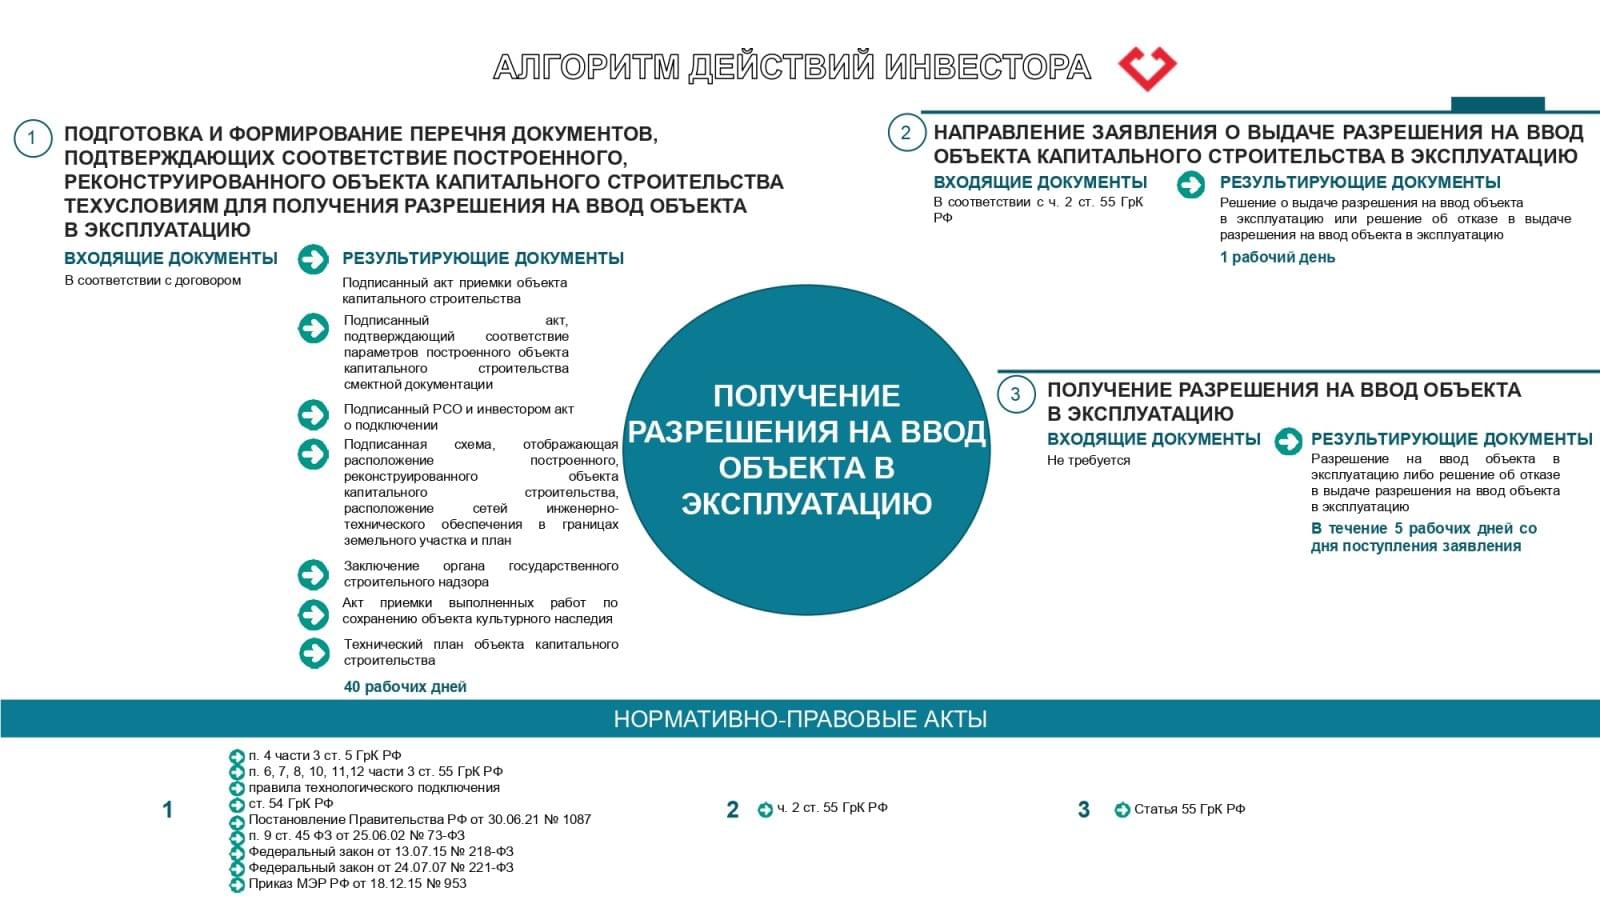 АЛГОРИТМ ДЕЙСТВИЙ ИНВЕСТОРА
1
ПОДГОТОВКА И ФОРМИРОВАНИЕ ПЕРЕЧНЯ ДОКУМЕНТОВ,
ПОДТВЕРЖДАЮЩИХ СООТВЕТСТВИЕ ПОСТРОЕННОГО,
РЕКОНСТРУИРОВАННОГО ОБЪЕКТА КАПИТАЛЬНОГО СТРОИТЕЛЬСТВА
ТЕХУСЛОВИЯМ ДЛЯ ПОЛУЧЕНИЯ РАЗРЕШЕНИЯ НА ВВОД ОБЪЕКТА
В ЭКСПЛУАТАЦИЮ
ВХОДЯЩИЕ ДОКУМЕНТЫ
В соответствии с договором
РЕЗУЛЬТИРУЮЩИЕ ДОКУМЕНТЫ
Подписанный акт приемки объекта
капитального строительства
Подписанный акт,
подтверждающий соответствие
параметров построенного объекта
капитального строительства
сметктной документации
Подписанный РСО и инвестором акт
о подключении
Подписанная схема, отображающая
расположение построенного,
реконструированного объекта
капитального строительства,
расположение сетей инженерно-
технического обеспечения в границах
земельного участка и план
Заключение органа государственного
строительного надзора
Акт приемки выполненных работ по
сохранению объекта культурного наследия
Технический план объекта капитального
строительства
40 рабочих дней
2
НАПРАВЛЕНИЕ ЗАЯВЛЕНИЯ О ВЫДАЧЕ РАЗРЕШЕНИЯ НА ВВОД
ОБЪЕКТА КАПИТАЛЬНОГО СТРОИТЕЛЬСТВА В ЭКСПЛУАТАЦИЮ
ВХОДЯЩИЕ ДОКУМЕНТЫ
В соответствии с ч. 2 ст. 55 ГрК
РФ
РЕЗУЛЬТИРУЮЩИЕ ДОКУМЕНТЫ
Решение о выдаче разрешения на ввод объекта
в эксплуатацию или решение об отказе в выдаче
разрешения на ввод объекта в эксплуатацию
1 рабочий день
ПОЛУЧЕНИЕ
РАЗРЕШЕНИЯ НА ВВОД
ОБЪЕКТА В
ЭКСПЛУАТАЦИЮ
3
ПОЛУЧЕНИЕ РАЗРЕШЕНИЯ НА ВВОД ОБЪЕКТА
В ЭКСПЛУАТАЦИЮ
ВХОДЯЩИЕ ДОКУМЕНТЫ
Не требуется
РЕЗУЛЬТИРУЮЩИЕ ДОКУМЕНТЫ
Разрешение на ввод объекта в
эксплуатацию либо решение об отказе
в выдаче разрешения на ввод объекта
в эксплуатацию
В течение 5 рабочих дней со
дня поступления заявления
НОРМАТИВНО-ПРАВОВЫЕ АКТЫ
1
п. 4 части 3 ст. 5 ГрК РФ
п. 6, 7, 8, 10, 11,12 части 3 ст. 55 ГрК РФ
правила технологического подключения
ст. 54 ГрК РФ
Постановление Правительства РФ от 30.06.21 № 1087
п. 9 ст. 45 ФЗ от 25.06.02 № 73-ФЗ
Федеральный закон от 13.07.15 № 218-ФЗ
Федеральный закон от 24.07.07 № 221-ФЗ
Приказ МЭР РФ от 18.12.15 № 953
2
ч. 2 ст. 55 ГрК РФ
3
Статья 55 ГрК РФ